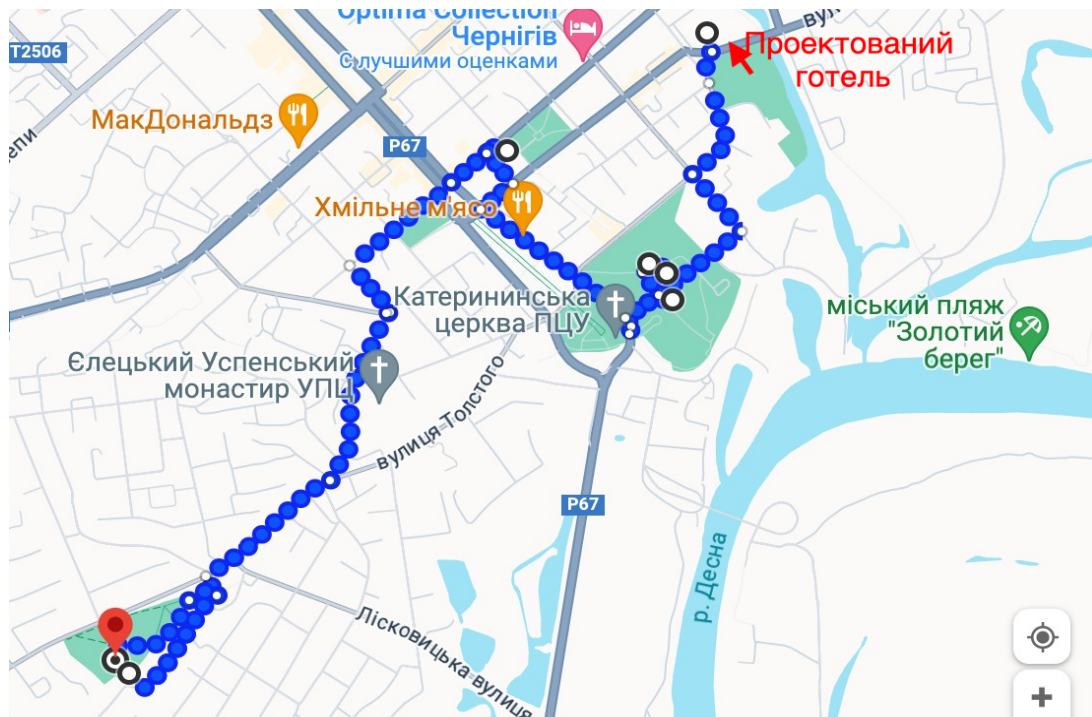 Optima Collection
Чернігів
С лучшими оценками
T2506
МакДональдз
P67
Проектований
готель
Хмільне м'ясо
Катерининська
церква ПЦУ
міський пляж
"Золотий
берег"
Єлецький Успенський
монастир УПЦ
вулиця Толстого
P67
р. Десна
Лісковицька вулиця